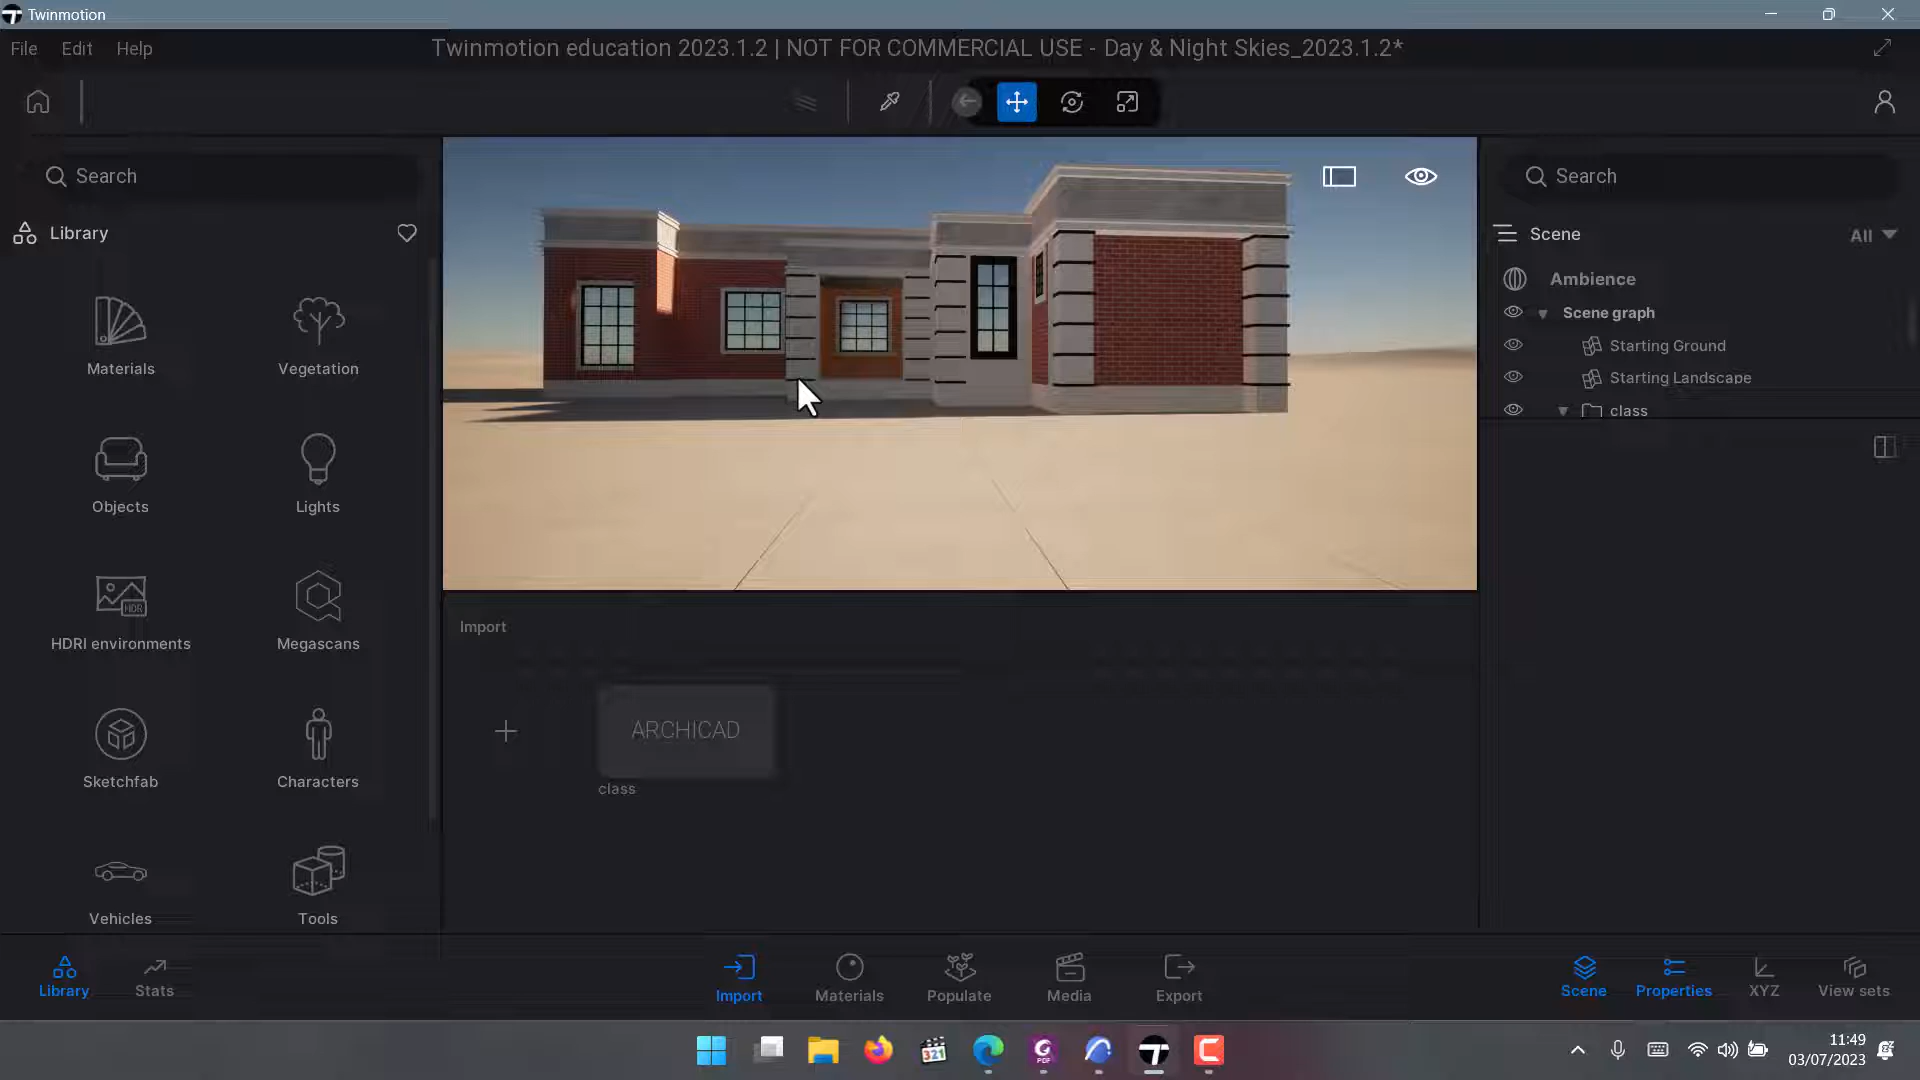 Twinmotion
File Edit Help
Twinmotion education 2023.1.2 | NOT FOR COMMERCIAL USE - Day & Night Skies_2023.1.2*
Search
Library
Materials
Vegetation
Objects
Lights
HDR
HDRI environments
Megascans
Sketchfab
Characters
Vehicles
Tools
Import
ARCHICAD
class
Search
Scene
All
Ambience
Scene graph
Starting Ground
Starting Landscape
class
Library
Stats
Import
Materials
Populate
Media
Export
Scene
Properties
XYZ
View sets
321
PDF
11:49
03/07/2023